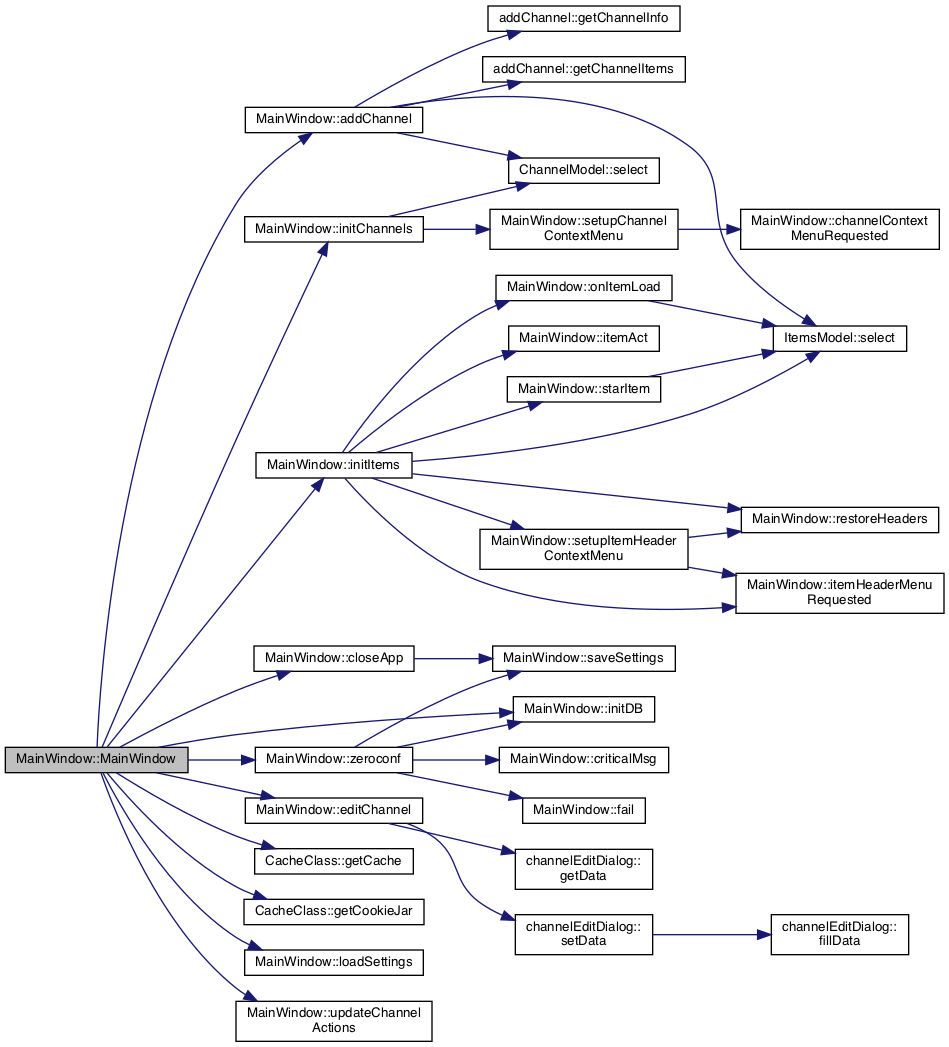 addChannel::getChannelInfo
addChannel::getChannelItems
MainWindow::addChannel
ChannelModel::select
MainWindow::initChannels
MainWindow::setupChannel
ContextMenu
MainWindow::channelContext
MenuRequested
MainWindow::onItemLoad
MainWindow::itemAct
ItemsModel::select
MainWindow::starItem
MainWindow::initItems
MainWindow::restoreHeaders
MainWindow::setupItemHeader
ContextMenu
MainWindow::itemHeaderMenu
Requested
MainWindow::closeApp
MainWindow::saveSettings
MainWindow::initDB
MainWindow::MainWindow
MainWindow::zeroconf
MainWindow::criticalMsg
MainWindow::editChannel
MainWindow::fail
CacheClass::getCache
channelEditDialog::
getData
CacheClass::getCookieJar
channelEditDialog::
setData
channelEditDialog::
fillData
MainWindow::loadSettings
MainWindow::updateChannel
Actions